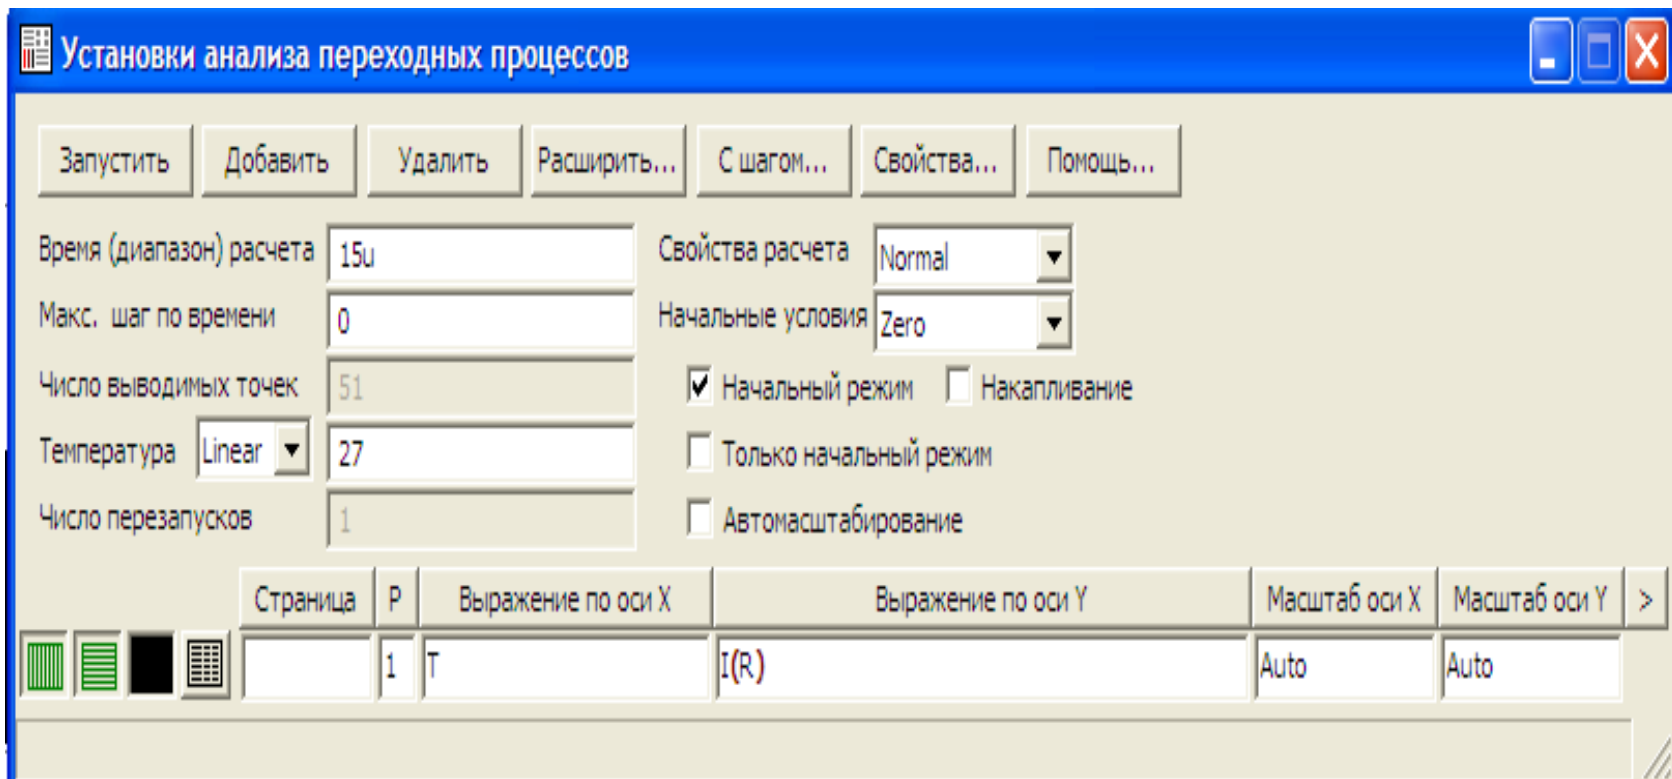 Установки анализа переходных процессов
Запустить Добавить Удалить Расширить... С шагом... Свойства... Помощь...
Время (диапазон) расчета 15u Свойства расчета Normal
Макс. шаг по времени 0 Начальные условия Zero
Число выводимых точек 51 Начальный режим Накапливание
Температура Linear 27 Только начальный режим
Число перезапусков 1 Автомасштабирование
Страница P Выражение по оси X Выражение по оси Y Масштаб оси X Масштаб оси Y >
1 T I(R) Auto Auto